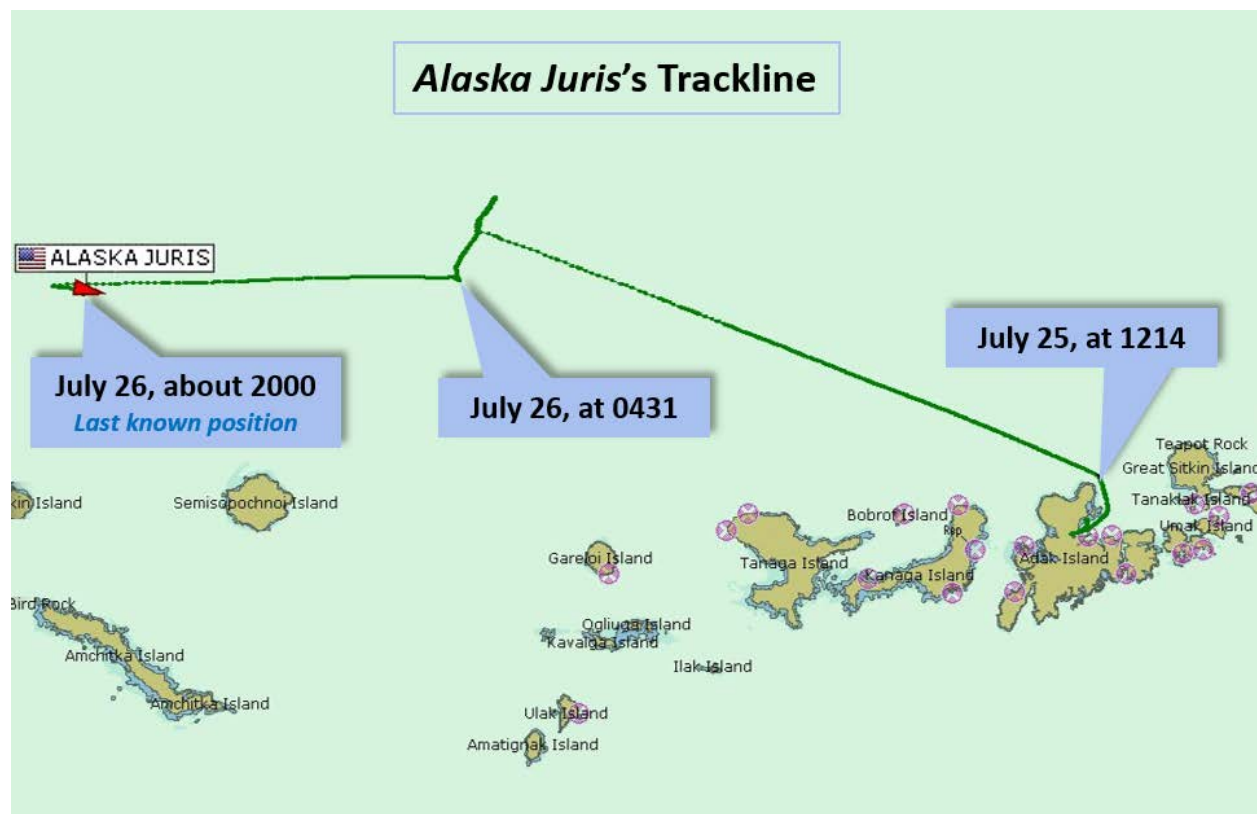 Alaska Juris's Trackline
ALASKA JURIS
July 25, at 1214
July 26, about 2000
Last known position
July 26, at 0431
Teapot Rock
Great Sitkin Island
kin Island
Semisopochnoi Island
Tanaklak Island
Bobrof Island
Umak Island
Rep
Gareloi Island
Tanaga Island
Adak Island
Kanaga Island
Bird Rock
Ogliuga Island
Kavalga Island
Amchitka Island
Ilak Island
Amchitka Island
Ulak Island
Amatignak Island